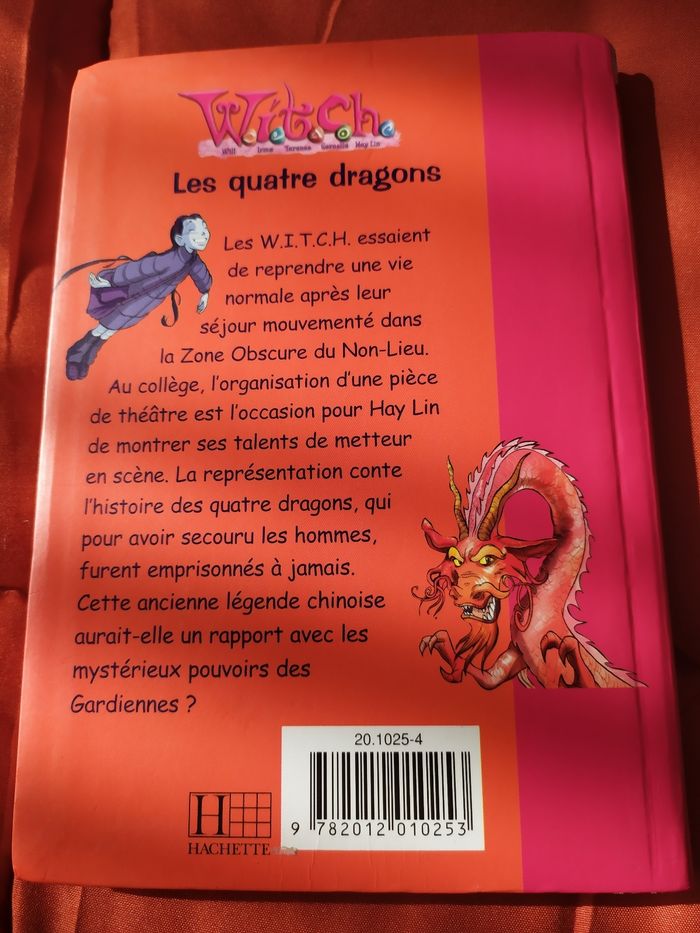 W.i.t.c.h.
Will Irma Taranee Cornelia Hay Lin
Les quatre dragons
Les W.I.T.C.H. essaient
de reprendre une vie
normale après leur
séjour mouvementé dans
la Zone Obscure du Non-Lieu.
Au collège, l'organisation d'une pièce
de théâtre est l'occasion pour Hay Lin
de montrer ses talents de metteur
en scène. La représentation conte
l'histoire des quatre dragons, qui
pour avoir secouru les hommes,
furent emprisonnés à jamais.
Cette ancienne légende chinoise
aurait-elle un rapport avec les
mystérieux pouvoirs des
Gardiennes ?
20.1025-4
9 782012 010253
H
HACHETTE